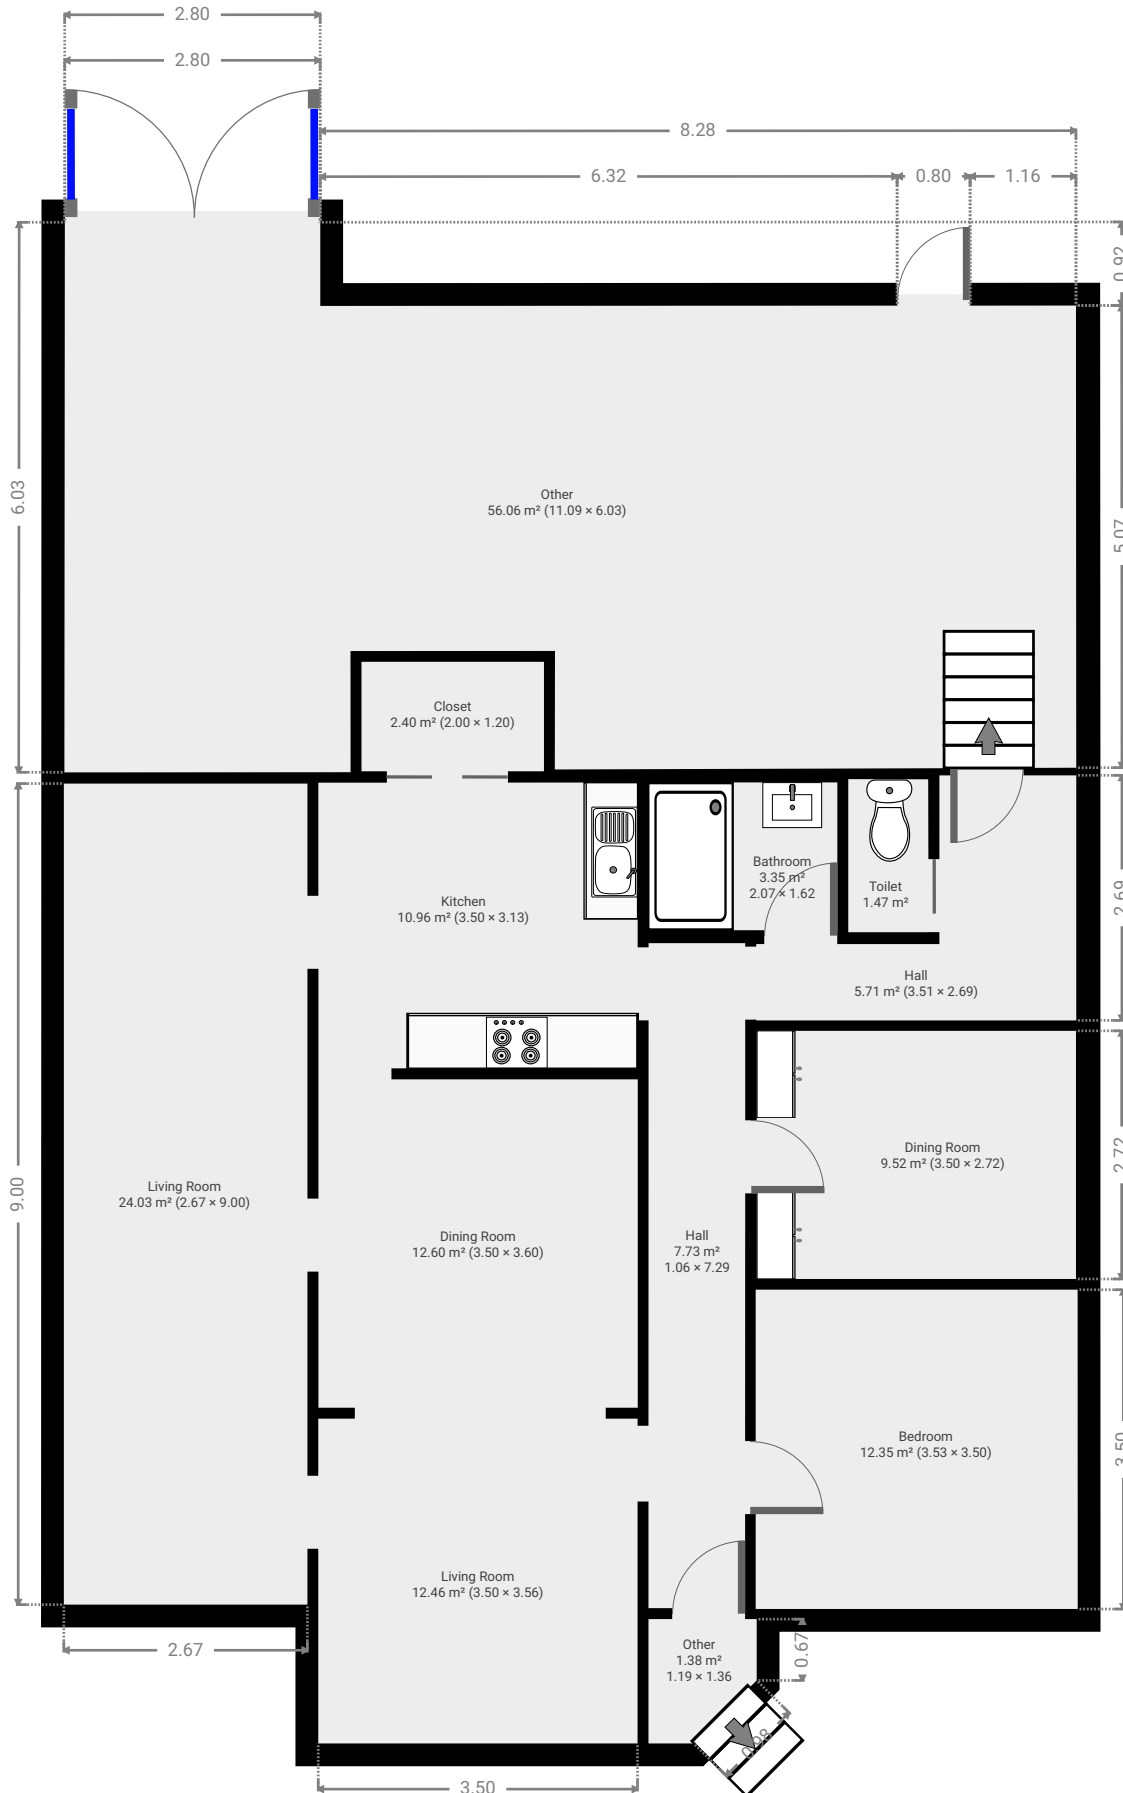 2.80
2.80
8.28
6.32
0.80
1.16
0.92
6.03
Other
56.06 m² (11.09 × 6.03)
5.07
Closet
2.40 m² (2.00 × 1.20)
Bathroom
3.35 m²
2.07 × 1.62
Toilet
1.47 m²
2.69
Kitchen
10.96 m² (3.50 × 3.13)
Hall
5.71 m² (3.51 × 2.69)
Dining Room
9.52 m² (3.50 × 2.72)
2.72
9.00
Living Room
24.03 m² (2.67 × 9.00)
Dining Room
12.60 m² (3.50 × 3.60)
Hall
7.73 m²
1.06 × 7.29
Bedroom
12.35 m² (3.53 × 3.50)
3.50
Living Room
12.46 m² (3.50 × 3.56)
Other
1.38 m²
1.19 × 1.36
0.67
2.67
0.98
3.50